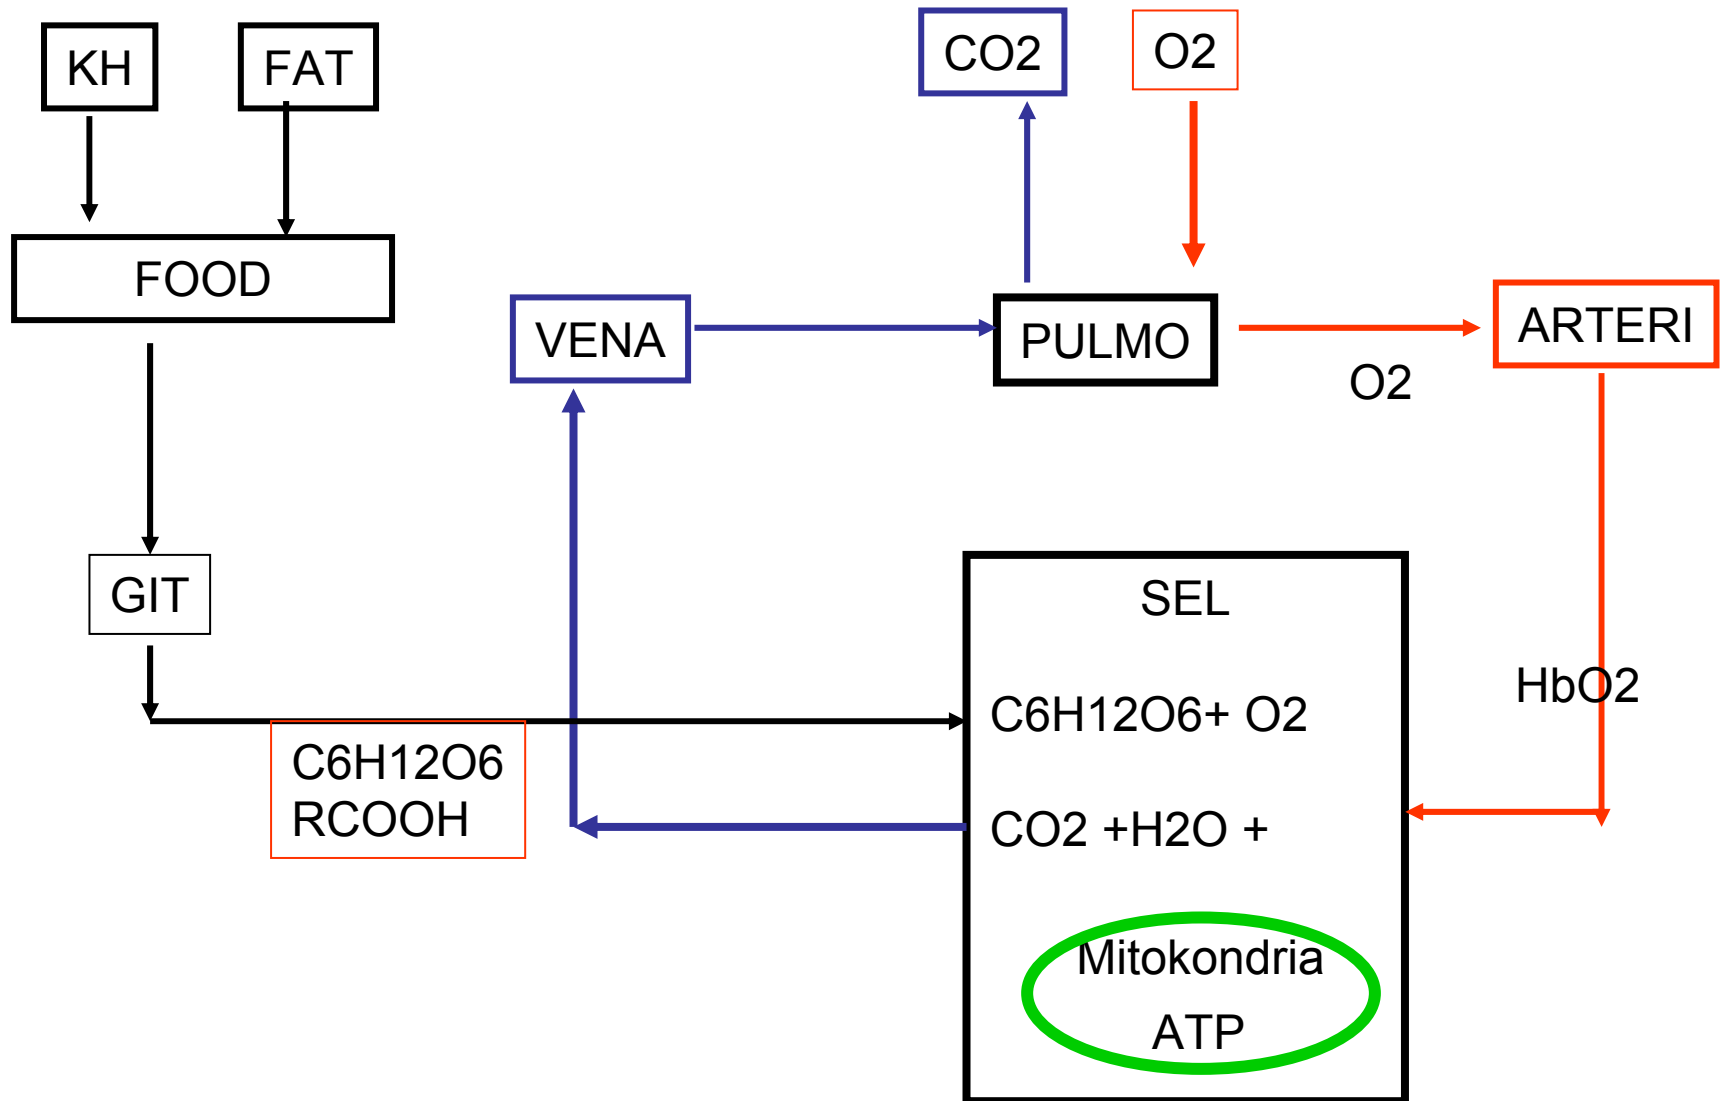 KH
FAT
CO2
O2
FOOD
VENA
PULMO
ARTERI
O2
GIT
SEL
HbO2
C6H12O6+ O2
C6H12O6
RCOOH
CO2 +H2O +
Mitokondria
ATP